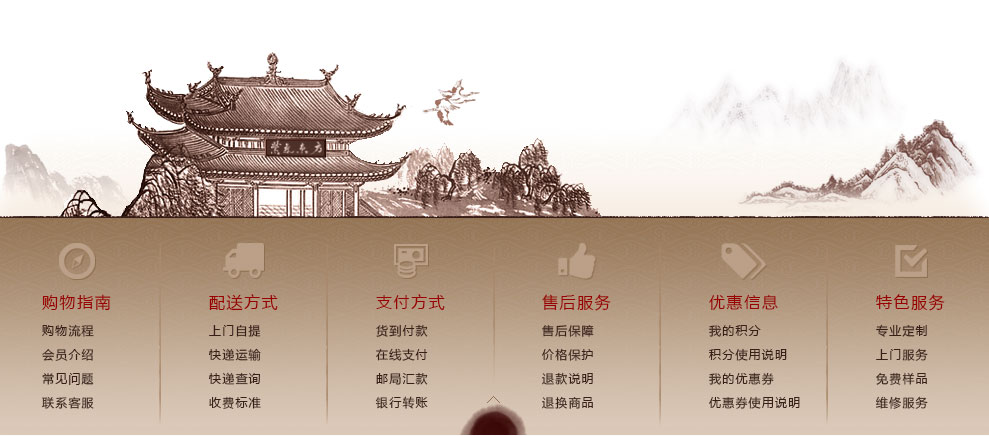 购物指南
购物流程
会员介绍
常见问题
联系客服
配送方式
上门自提
快递运输
快递查询
收费标准
支付方式
货到付款
在线支付
邮局汇款
银行转账
售后服务
售后保障
价格保护
退款说明
退换商品
优惠信息
我的积分
积分使用说明
我的优惠券
优惠券使用说明
特色服务
专业定制
上门服务
免费样品
维修服务